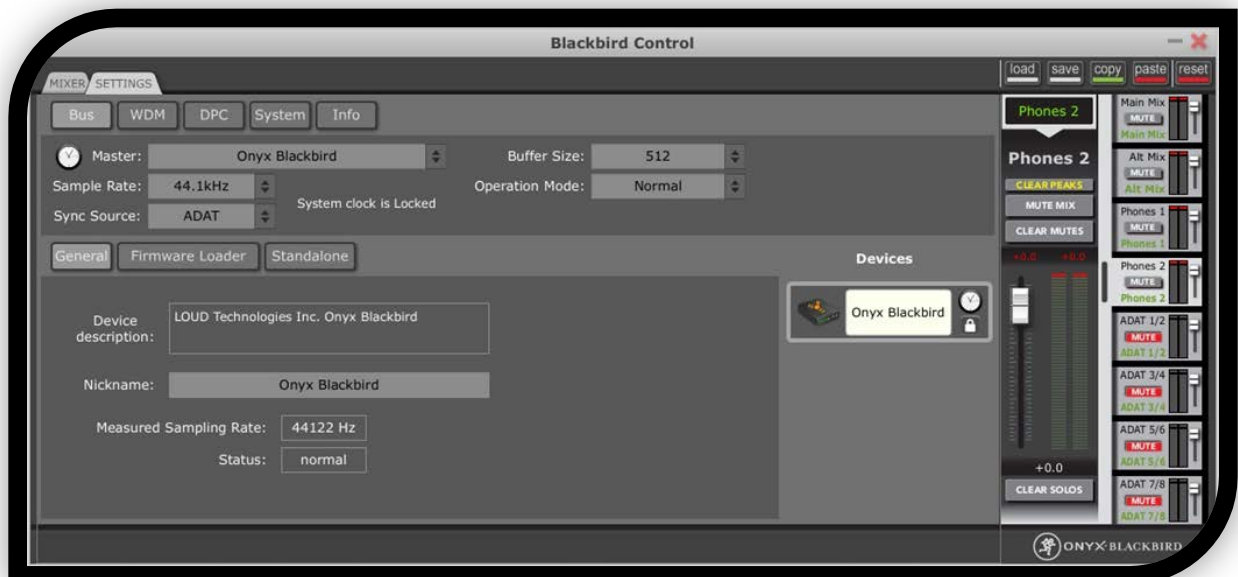 Blackbird Control
MIXER SETTINGS
load save copy paste reset
Bus WDM DPC System Info
Master: Onyx Blackbird
Buffer Size: 512
Sample Rate: 44.1kHz
Operation Mode: Normal
Sync Source: ADAT
System clock is Locked
General Firmware Loader Standalone
Device description: LOUD Technologies Inc. Onyx Blackbird
Nickname: Onyx Blackbird
Measured Sampling Rate: 44122 Hz
Status: normal
Devices
Onyx Blackbird
Phones 2
Phones 2
CLEAR PEAKS
MUTE MIX
CLEAR MUTES
+0.0 +0.0
+0.0
CLEAR SOLOS
Main Mix
MUTE
Main Mix
Alt Mix
MUTE
Alt Mix
Phones 1
MUTE
Phones 1
Phones 2
MUTE
Phones 2
ADAT 1/2
MUTE
ADAT 1/2
ADAT 3/4
MUTE
ADAT 3/4
ADAT 5/6
MUTE
ADAT 5/6
ADAT 7/8
MUTE
ADAT 7/8
ONYX BLACKBIRD